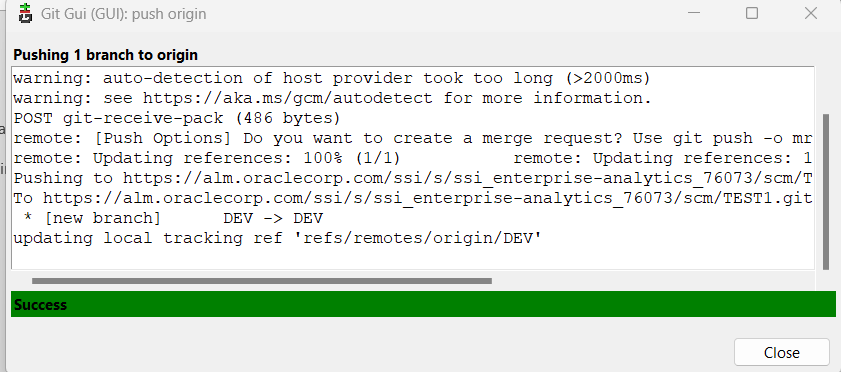 Git Gui (GUI): push origin
Pushing 1 branch to origin
warning: auto-detection of host provider took too long (>2000ms)
warning: see https://aka.ms/gcm/autodetect for more information.
POST git-receive-pack (486 bytes)
remote: [Push Options] Do you want to create a merge request? Use git push -o mr
remote: Updating references: 100% (1/1)           remote: Updating references: 1
Pushing to https://alm.oraclecorp.com/ssi/s/ssi_enterprise-analytics_76073/scm/T
To https://alm.oraclecorp.com/ssi/s/ssi_enterprise-analytics_76073/scm/TEST1.git
 * [new branch]      DEV -> DEV
updating local tracking ref 'refs/remotes/origin/DEV'
Success
Close